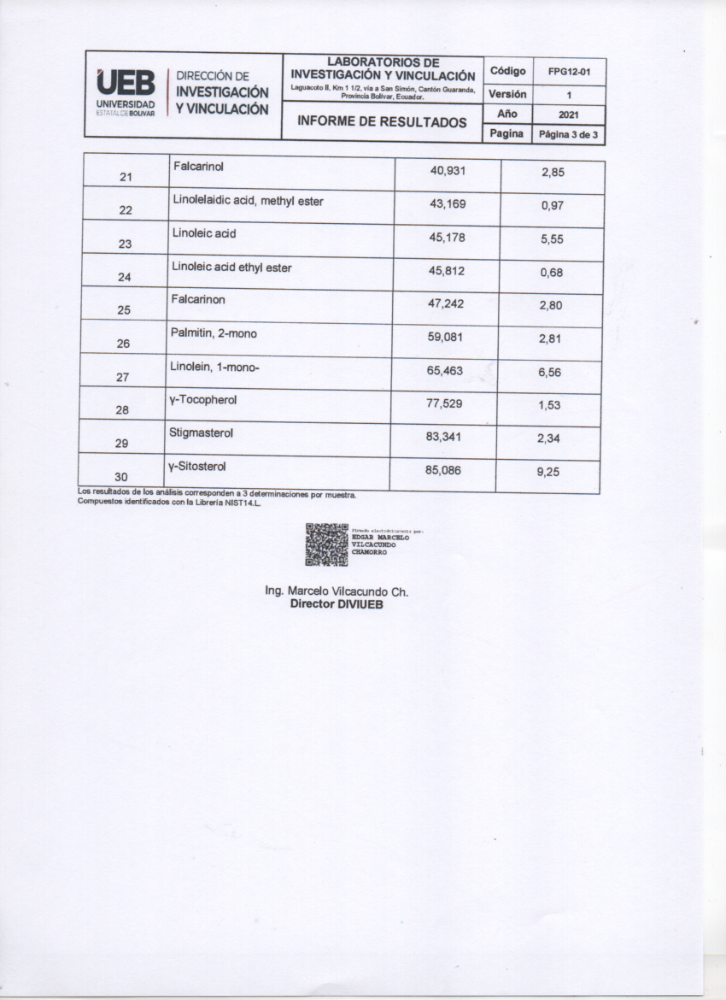 UEB
UNIVERSIDAD
ESTATAL DE BOLIVAR
DIRECCIÓN DE
INVESTIGACIÓN
Y VINCULACIÓN
LABORATORIOS DE
INVESTIGACIÓN Y VINCULACIÓN
Laguacoto II, Km 1 1/2, via a San Simón, Cantón Guaranda,
Provincia Bolívar, Ecuador.
INFORME DE RESULTADOS
Código FPG12-01
Versión 1
Año 2021
Pagina Página 3 de 3
21 Falcarinol 40,931 2,85
22 Linolelaidic acid, methyl ester 43,169 0,97
23 Linoleic acid 45,178 5,55
24 Linoleic acid ethyl ester 45,812 0,68
25 Falcarinon 47,242 2,80
26 Palmitin, 2-mono 59,081 2,81
27 Linolein, 1-mono- 65,463 6,56
28 γ-Tocopherol 77,529 1,53
29 Stigmasterol 83,341 2,34
30 γ-Sitosterol 85,086 9,25
Los resultados de los análisis corresponden a 3 determinaciones por muestra.
Compuestos identificados con la Librería NIST14.L.
Firmado electrónicamente por:
EDGAR MARCELO
VILCACUNDO
CHAMORRO
Ing. Marcelo Vilcacundo Ch.
Director DIVIUEB